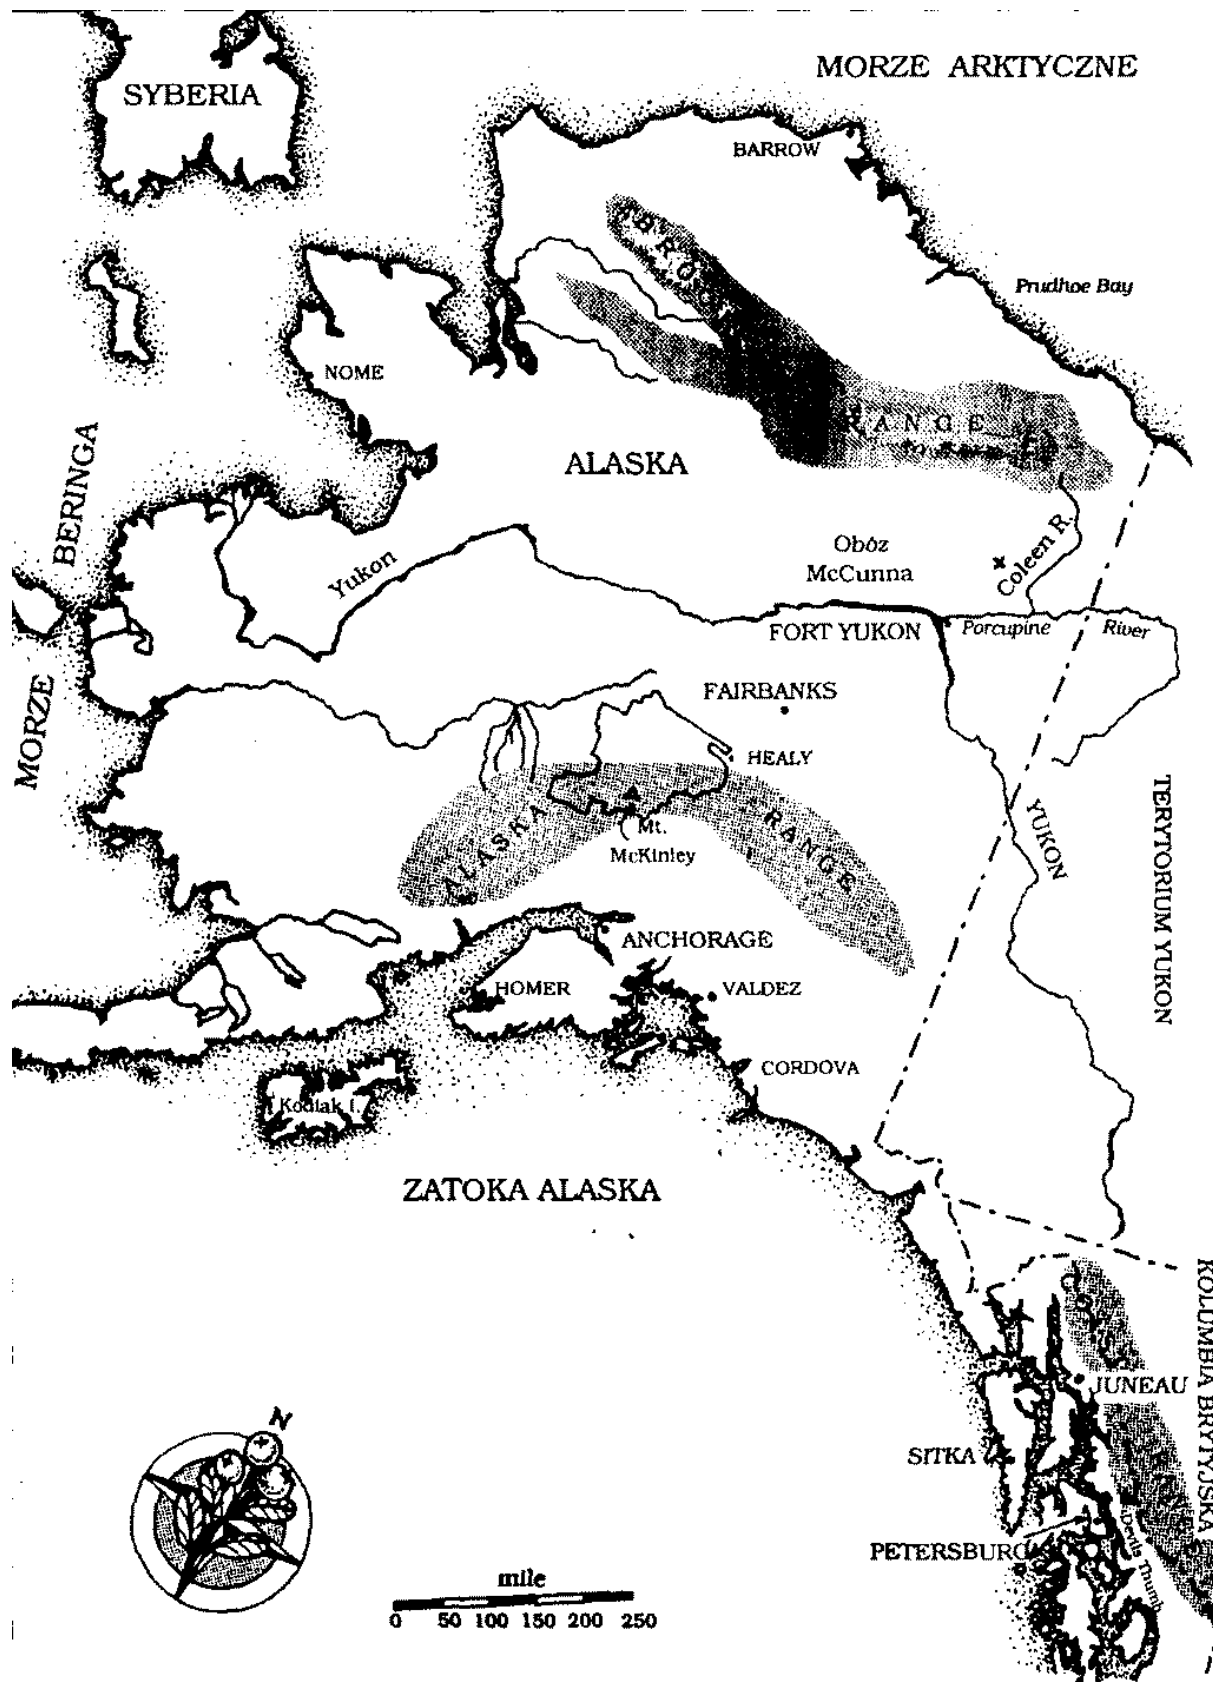 MORZE ARKTYCZNE
SYBERIA
BARROW
Prudhoe Bay
NOME
RANGE
BERINGA
ALASKA
Obóz
McCunna
Coleen R.
Yukon
FORT YUKON
Porcupine
River
FAIRBANKS
MORZE
HEALY
ALASKA
RANGE
Mt.
McKinley
YUKON
TERYTORIUM YUKON
ANCHORAGE
HOMER
VALDEZ
CORDOVA
Kodiak I.
ZATOKA ALASKA
KOLUMBIA BRYTYJSKA
JUNEAU
SITKA
N
PETERSBURG
Devils Thumb
mile
0 50 100 150 200 250